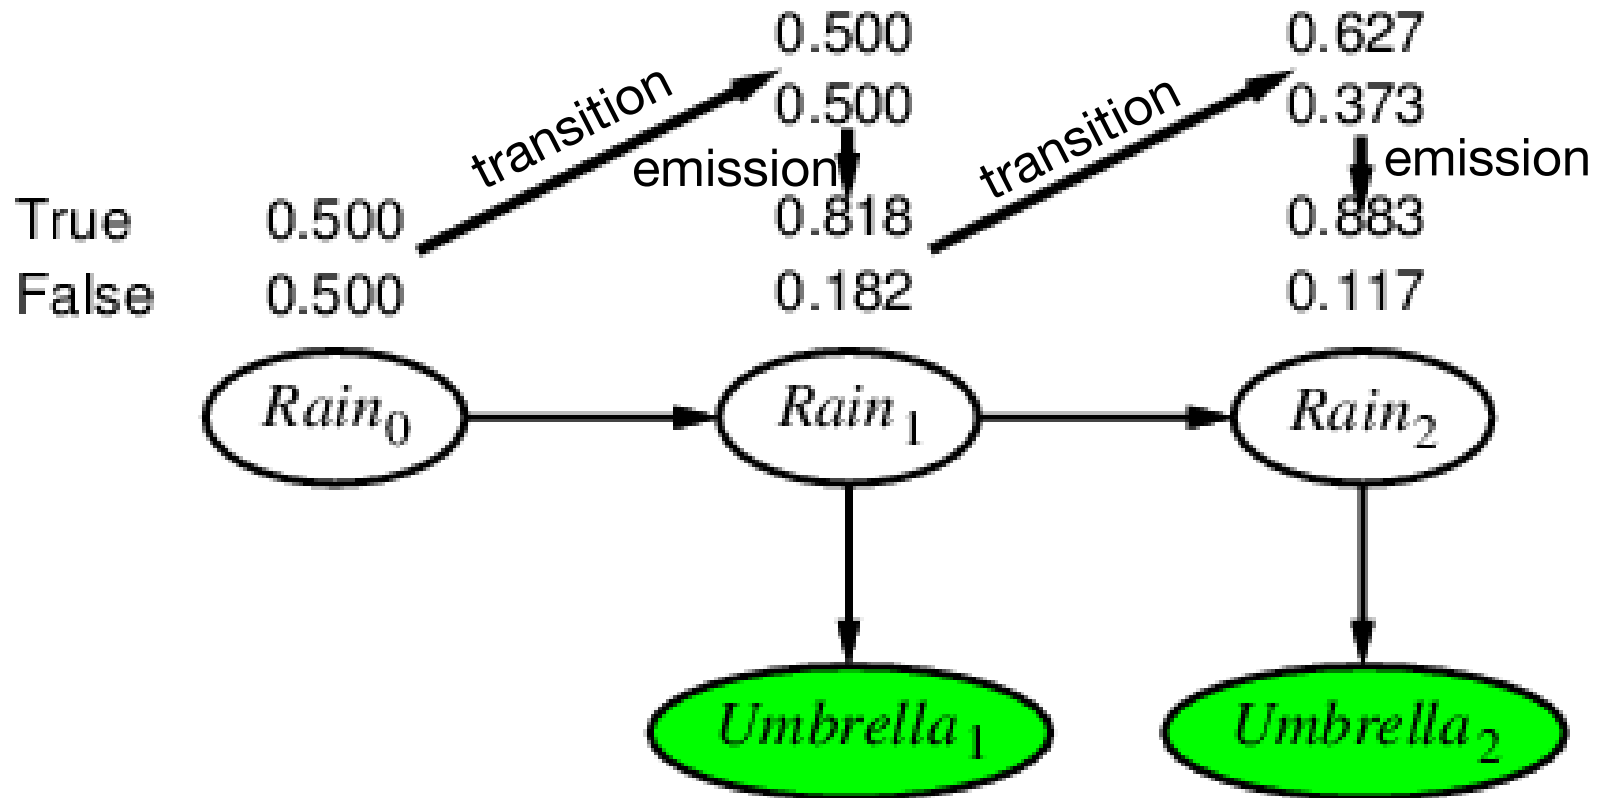 0.500 0.627
0.500 0.373
transition transition
emission emission
True 0.500 0.818 0.883
False 0.500 0.182 0.117
Rain0 Rain1 Rain2
Umbrella1 Umbrella2